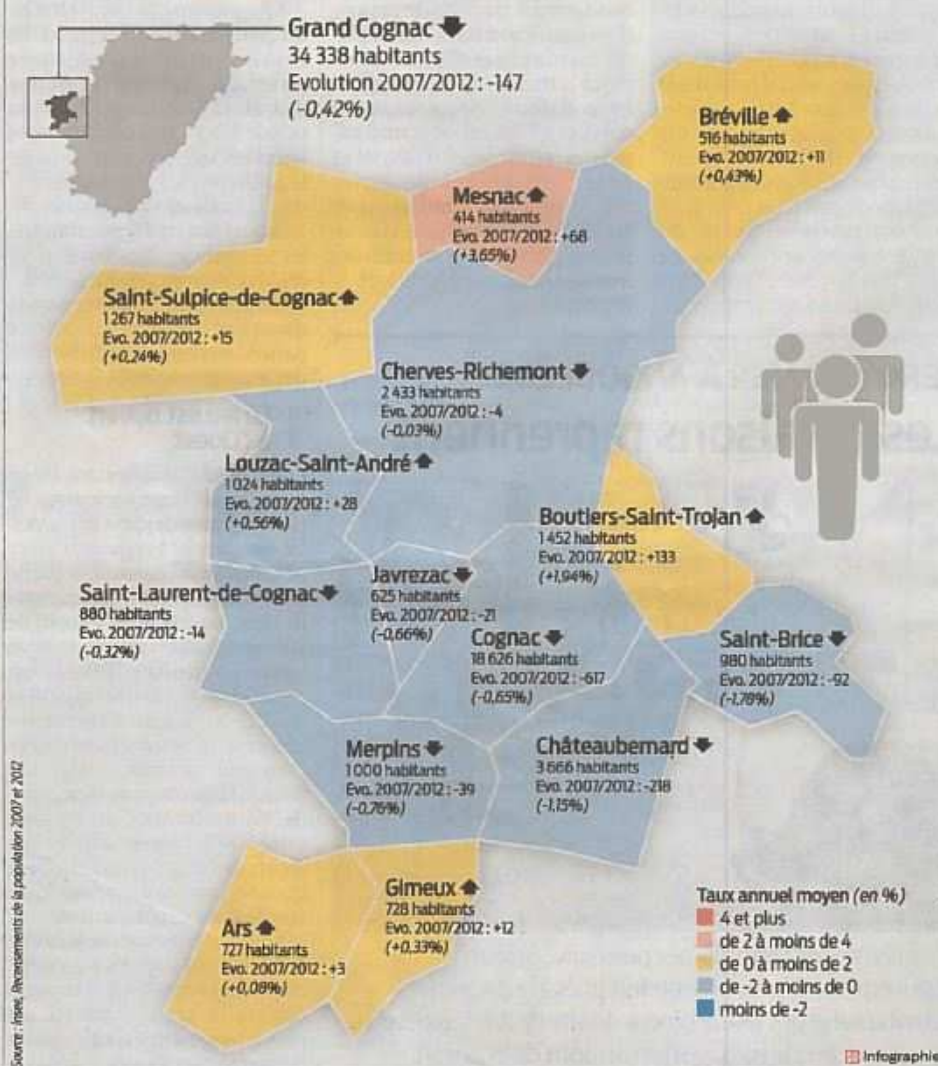 Grand Cognac
34 338 habitants
Evolution 2007/2012 : -147
(-0,42%)
Bréville
516 habitants
Evo. 2007/2012 : +11
(+0,43%)
Mesnac
414 habitants
Evo. 2007/2012 : +68
(+3,65%)
Saint-Sulpice-de-Cognac
1 267 habitants
Evo. 2007/2012 : +15
(+0,24%)
Cherves-Richemont
2 433 habitants
Evo. 2007/2012 : -4
(-0,03%)
Louzac-Saint-André
1 024 habitants
Evo. 2007/2012 : +28
(+0,56%)
Boutiers-Saint-Trojan
1 452 habitants
Evo. 2007/2012 : +133
(+1,94%)
Saint-Laurent-de-Cognac
880 habitants
Evo. 2007/2012 : -14
(-0,32%)
Javrezac
625 habitants
Evo. 2007/2012 : -21
(-0,66%)
Cognac
18 626 habitants
Evo. 2007/2012 : -617
(-0,65%)
Saint-Brice
980 habitants
Evo. 2007/2012 : -92
(-1,78%)
Merpins
1 000 habitants
Evo. 2007/2012 : -39
(-0,76%)
Châteaubernard
3 666 habitants
Evo. 2007/2012 : -218
(-1,15%)
Gimeux
728 habitants
Evo. 2007/2012 : +12
(+0,33%)
Ars
727 habitants
Evo. 2007/2012 : +3
(+0,08%)
Taux annuel moyen (en %)
4 et plus
de 2 à moins de 4
de 0 à moins de 2
de -2 à moins de 0
moins de -2
Source : Insee, Recensements de la population 2007 et 2012
Infographie